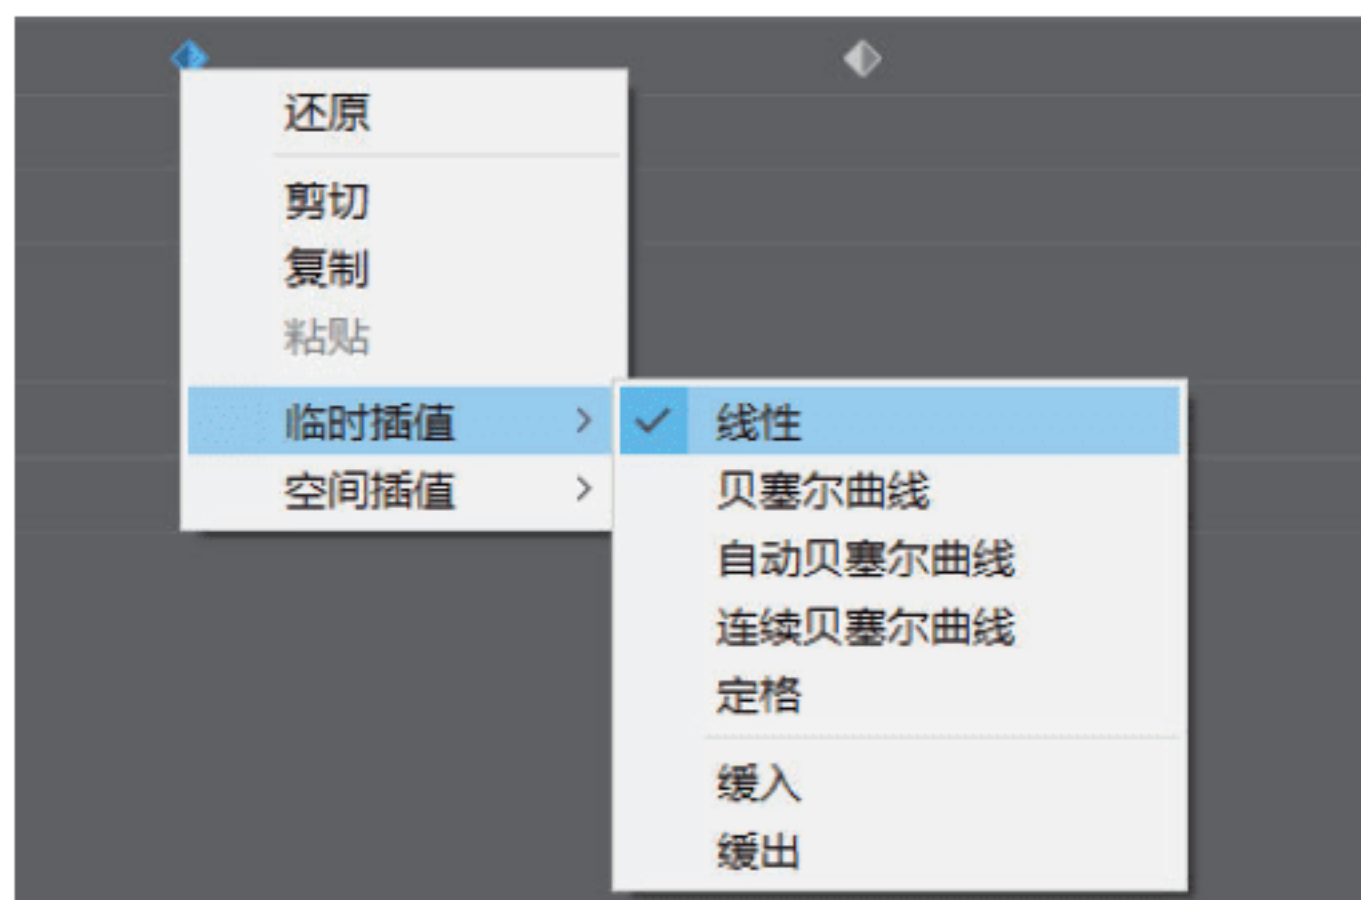 还原
剪切
复制
粘贴
临时插值
空间插值
线性
贝塞尔曲线
自动贝塞尔曲线
连续贝塞尔曲线
定格
缓入
缓出